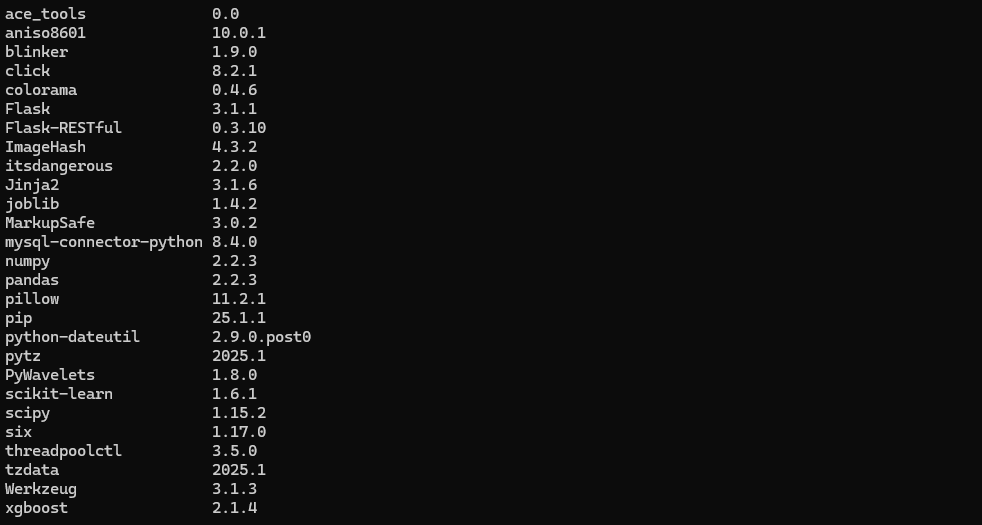 ace_tools 0.0
aniso8601 10.0.1
blinker 1.9.0
click 8.2.1
colorama 0.4.6
Flask 3.1.1
Flask-RESTful 0.3.10
ImageHash 4.3.2
itsdangerous 2.2.0
Jinja2 3.1.6
joblib 1.4.2
MarkupSafe 3.0.2
mysql-connector-python 8.4.0
numpy 2.2.3
pandas 2.2.3
pillow 11.2.1
pip 25.1.1
python-dateutil 2.9.0.post0
pytz 2025.1
PyWavelets 1.8.0
scikit-learn 1.6.1
scipy 1.15.2
six 1.17.0
threadpoolctl 3.5.0
tzdata 2025.1
Werkzeug 3.1.3
xgboost 2.1.4